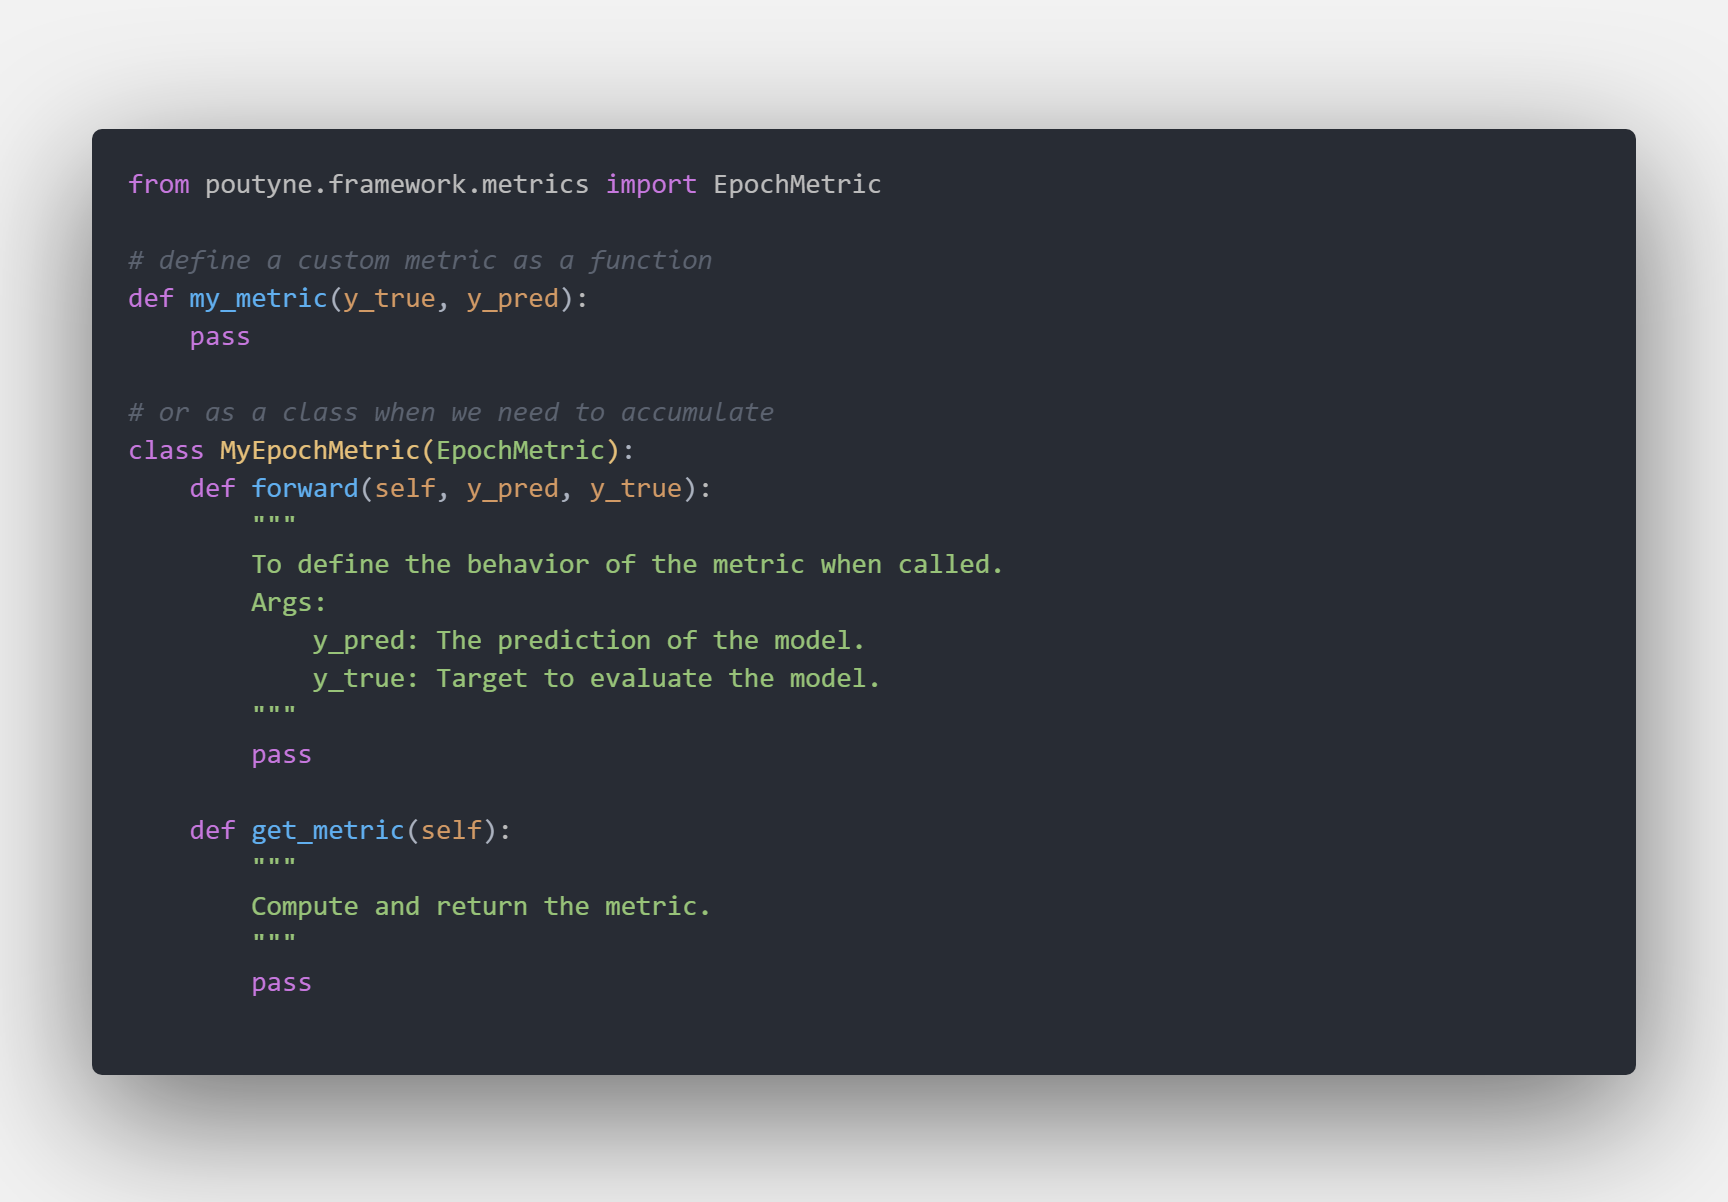 from poutyne.framework.metrics import EpochMetric

# define a custom metric as a function
def my_metric(y_true, y_pred):
    pass

# or as a class when we need to accumulate
class MyEpochMetric(EpochMetric):
    def forward(self, y_pred, y_true):
        """
        To define the behavior of the metric when called.
        Args:
            y_pred: The prediction of the model.
            y_true: Target to evaluate the model.
        """
        pass

    def get_metric(self):
        """
        Compute and return the metric.
        """
        pass